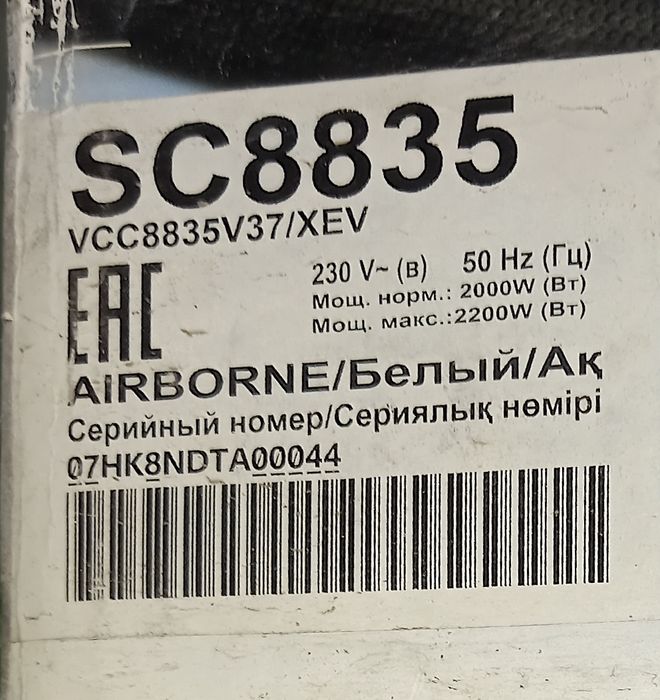 SC8835
VCC8835V37/XEV
EAC
230 V~ (в) 50 Hz (Гц)
Мощ. норм.: 2000W (Вт)
Мощ. макс.:2200W (Вт)
AIRBORNE/Белый/Ақ
Серийный номер/Сериялық нөмірі
07HK8NDTA00044